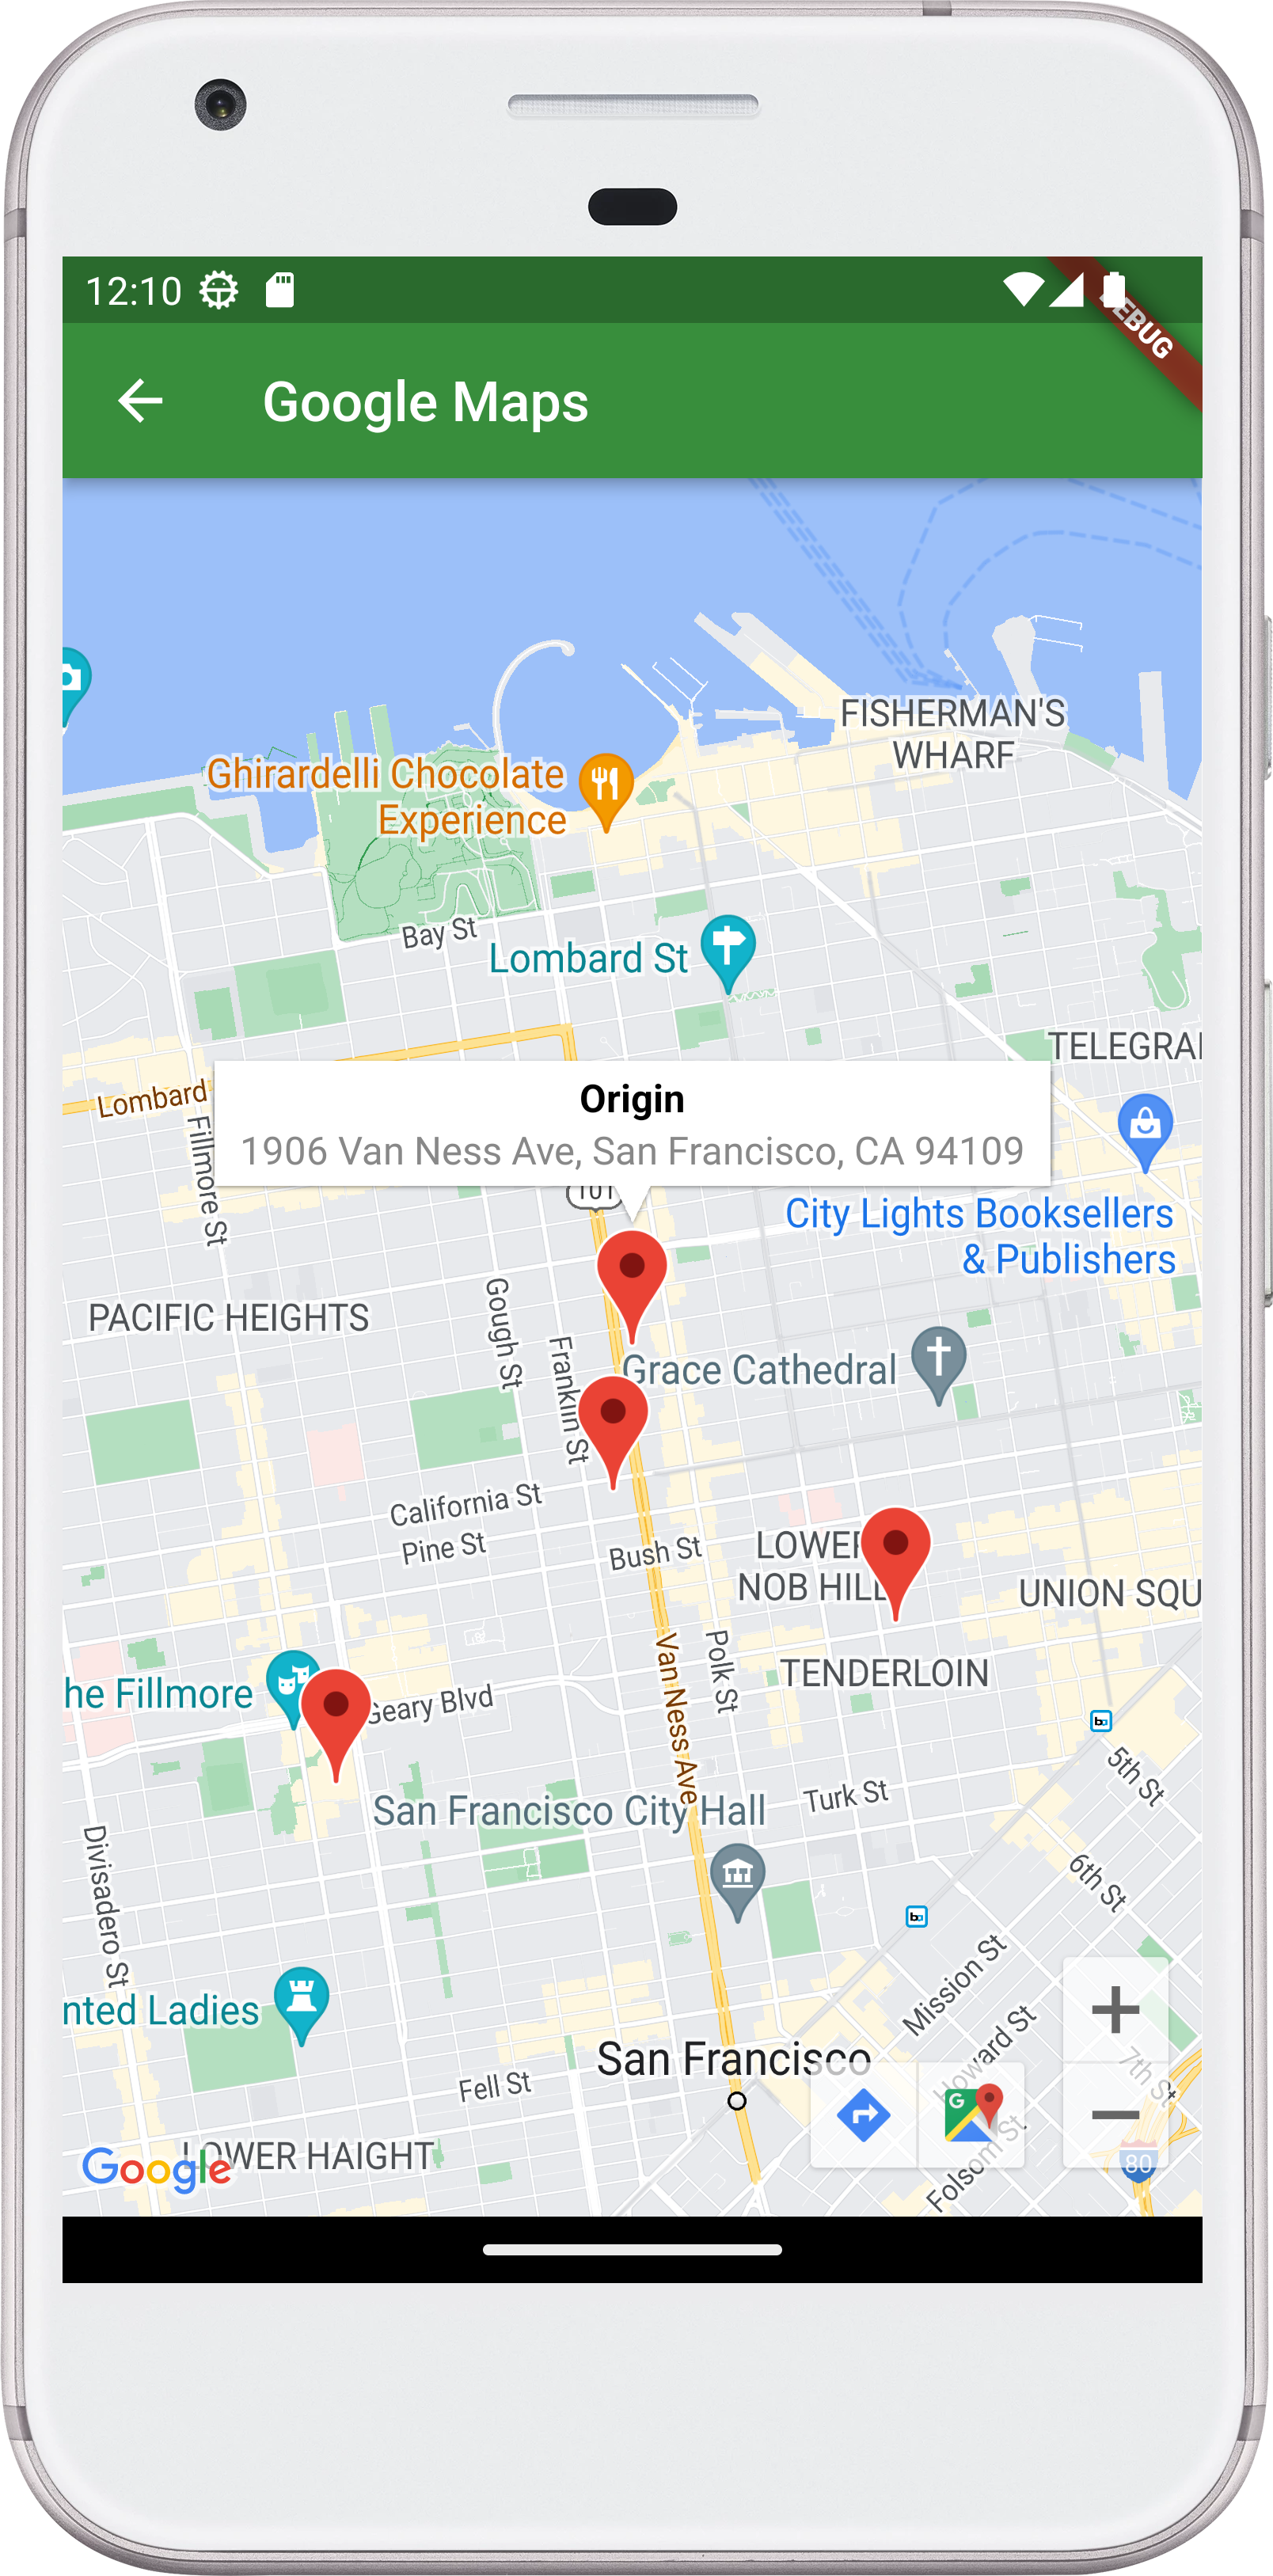 12:10
DEBUG
Google Maps
FISHERMAN'S
WHARF
Ghirardelli Chocolate
Experience
Bay St
Lombard St
TELEGRA
Lombard
Fillmore St
Origin
1906 Van Ness Ave, San Francisco, CA 94109
101
City Lights Booksellers
& Publishers
PACIFIC HEIGHTS
Gough St
Franklin St
Grace Cathedral
California St
Pine St
Bush St
LOWER
NOB HILL
UNION SQU
Van Ness Ave
Polk St
TENDERLOIN
he Fillmore
Geary Blvd
5th St
San Francisco City Hall
Turk St
Divisadero St
6th St
Mission St
nted Ladies
San Francisco
Howard St
7th St
Fell St
LOWER HAIGHT
Google
Folsom St
80